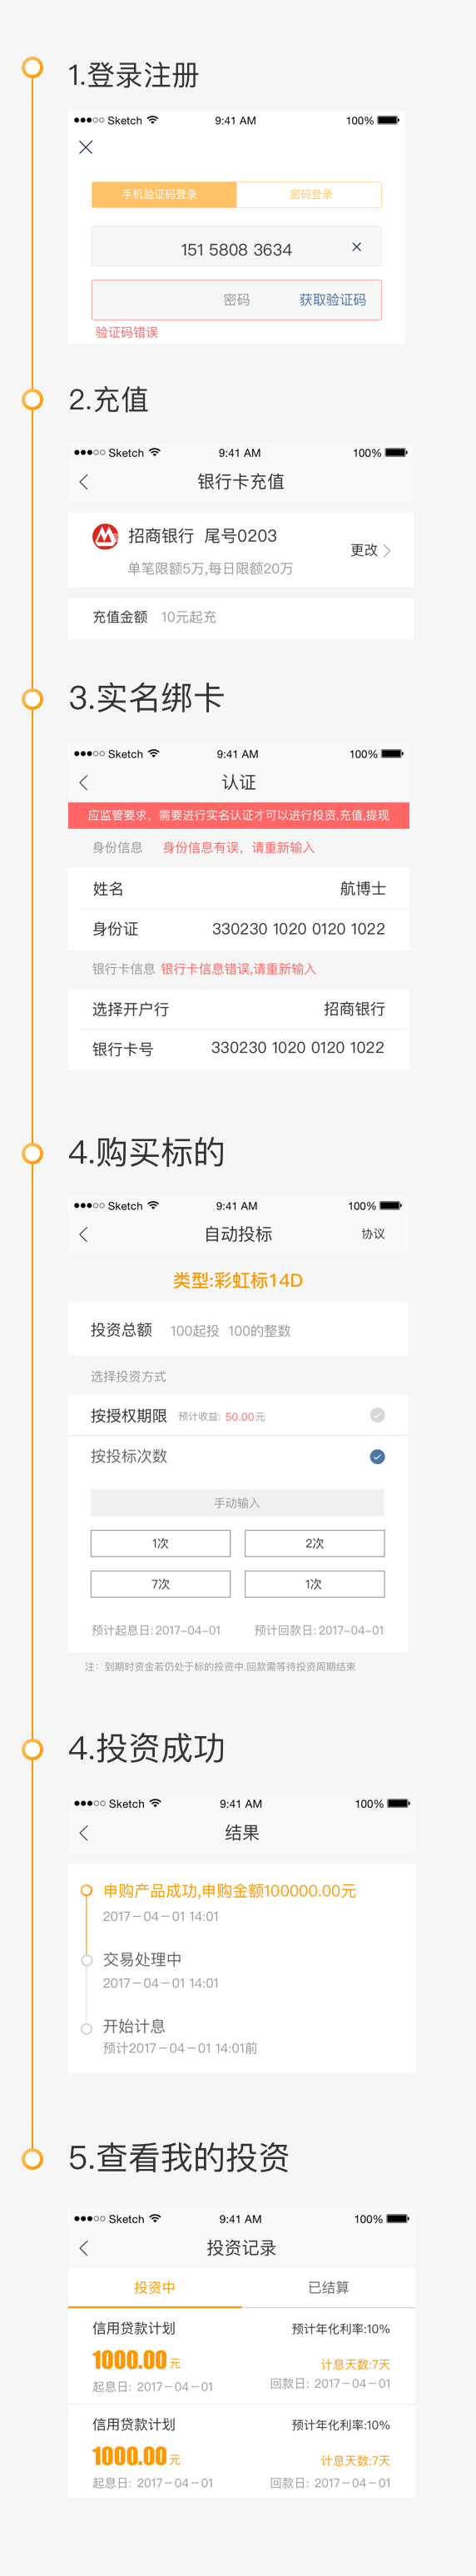 1.登录注册
Sketch 9:41 AM 100%
手机验证码登录 密码登录
151 5808 3634
密码 获取验证码
验证码错误
2.充值
Sketch 9:41 AM 100%
银行卡充值
招商银行 尾号0203
更改
单笔限额5万,每日限额20万
充值金额 10元起充
3.实名绑卡
Sketch 9:41 AM 100%
认证
应监管要求，需要进行实名认证才可以进行投资,充值,提现
身份信息 身份信息有误，请重新输入
姓名 航博士
身份证 330230 1020 0120 1022
银行卡信息 银行卡信息错误,请重新输入
选择开户行 招商银行
银行卡号 330230 1020 0120 1022
4.购买标的
Sketch 9:41 AM 100%
自动投标 协议
类型:彩虹标14D
投资总额 100起投 100的整数
选择投资方式
按授权期限 预计收益: 50.00元
按投标次数
手动输入
1次 2次
7次 1次
预计起息日: 2017-04-01 预计回款日: 2017-04-01
注：到期时资金若仍处于标的投资中.回款需等待投资周期结束
4.投资成功
Sketch 9:41 AM 100%
结果
申购产品成功,申购金额100000.00元
2017－04－01 14:01
交易处理中
2017－04－01 14:01
开始计息
预计2017－04－01 14:01前
5.查看我的投资
Sketch 9:41 AM 100%
投资记录
投资中 已结算
信用贷款计划 预计年化利率:10%
1000.00 元 计息天数:7天
起息日: 2017－04－01 回款日: 2017－04－01
信用贷款计划 预计年化利率:10%
1000.00 元 计息天数:7天
起息日: 2017－04－01 回款日: 2017－04－01